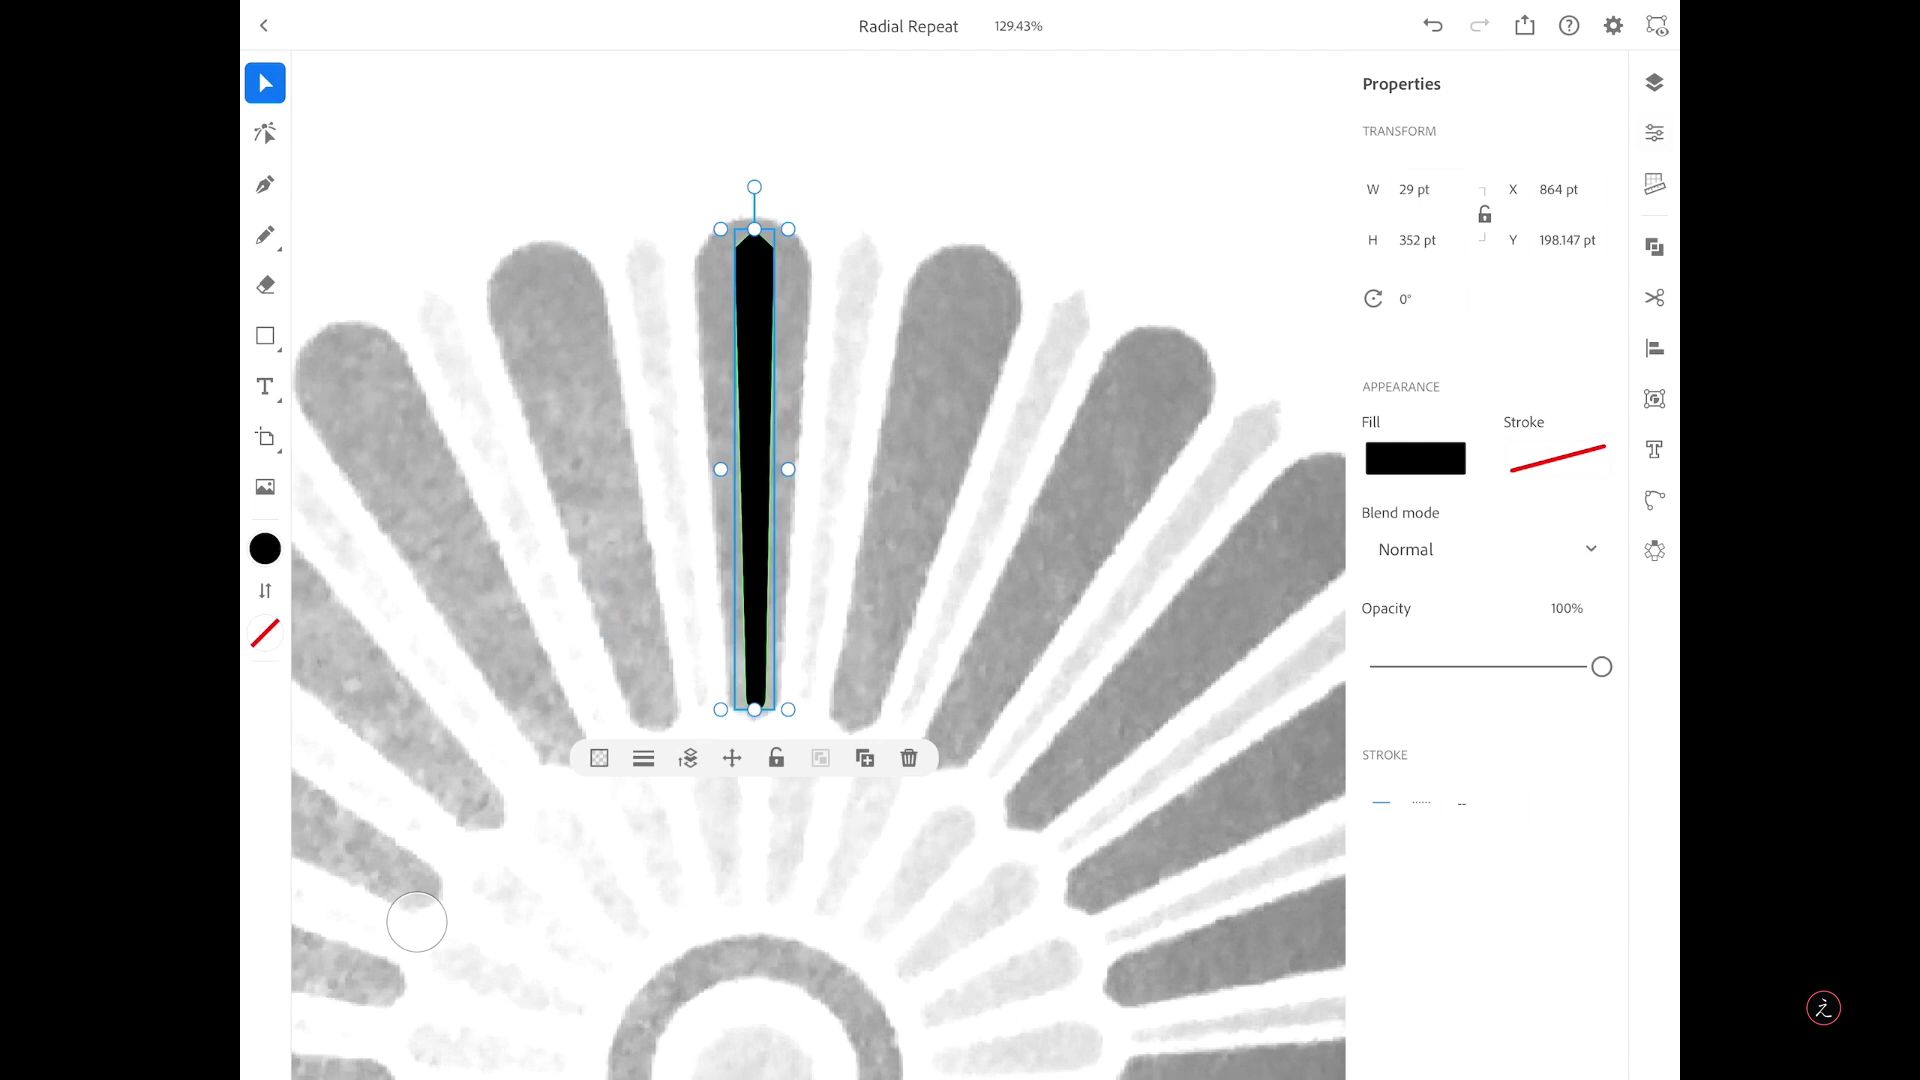 Radial Repeat 129.43%
Properties
TRANSFORM
W 29 pt X 864 pt
H 352 pt Y 198.147 pt
0°
APPEARANCE
Fill Stroke
Blend mode
Normal
Opacity 100%
STROKE